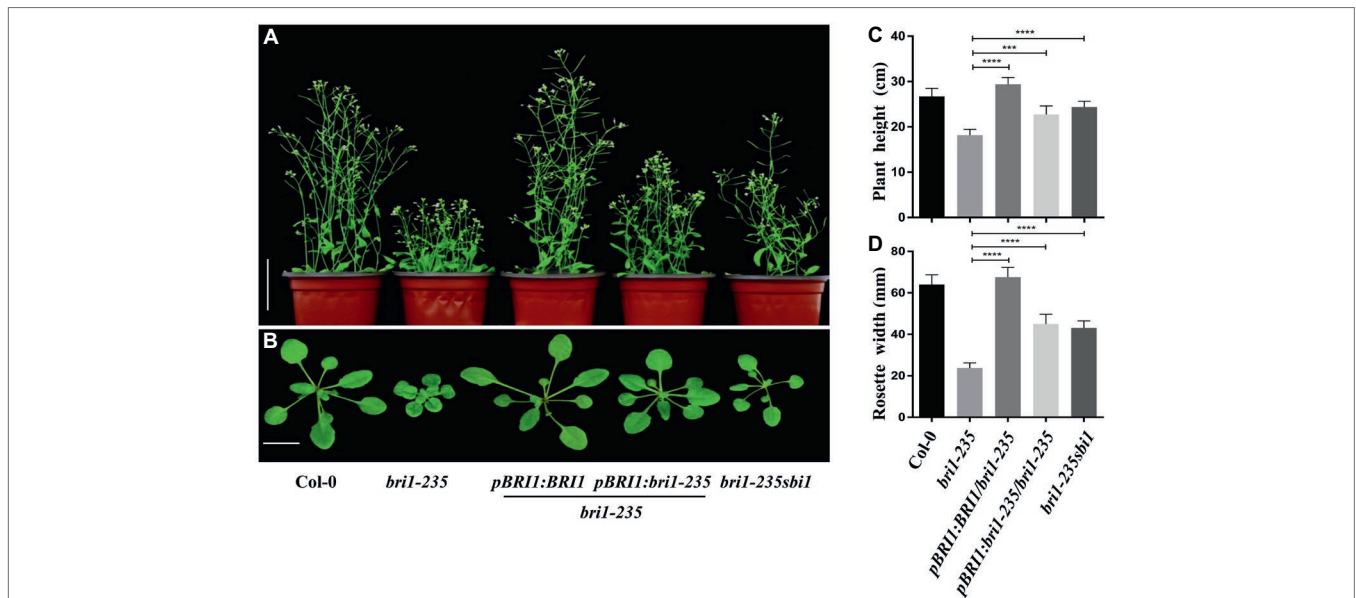 A
B
Col-0 bri1-235 pBRI1:BRI1 pBRI1:bri1-235 bri1-235sbi1
bri1-235
C
Plant height (cm)
40
30
20
10
0
****
***
****
D
Rosette width (mm)
80
60
40
20
0
****
****
****
Col-0
bri1-235
pBRI1:BRI1/bri1-235
pBRI1:bri1-235/bri1-235
bri1-235sbi1